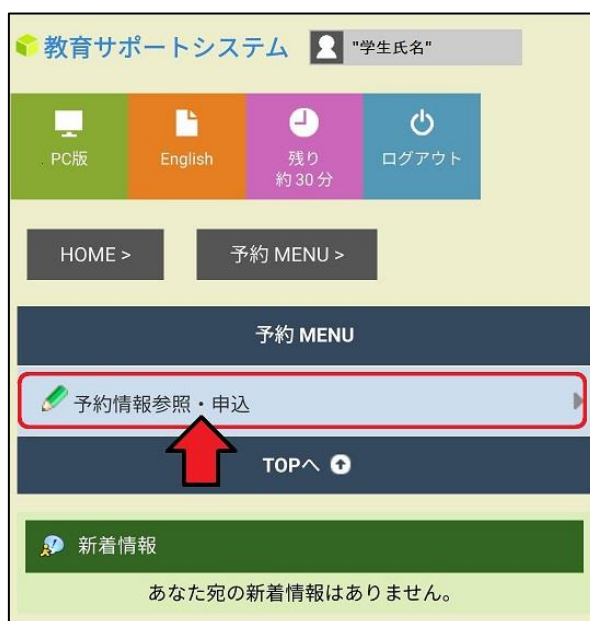 教育サポートシステム "学生氏名"
PC版
English
残り
約30分
ログアウト
HOME >
予約 MENU >
予約 MENU
予約情報参照・申込
TOPへ
新着情報
あなた宛の新着情報はありません。